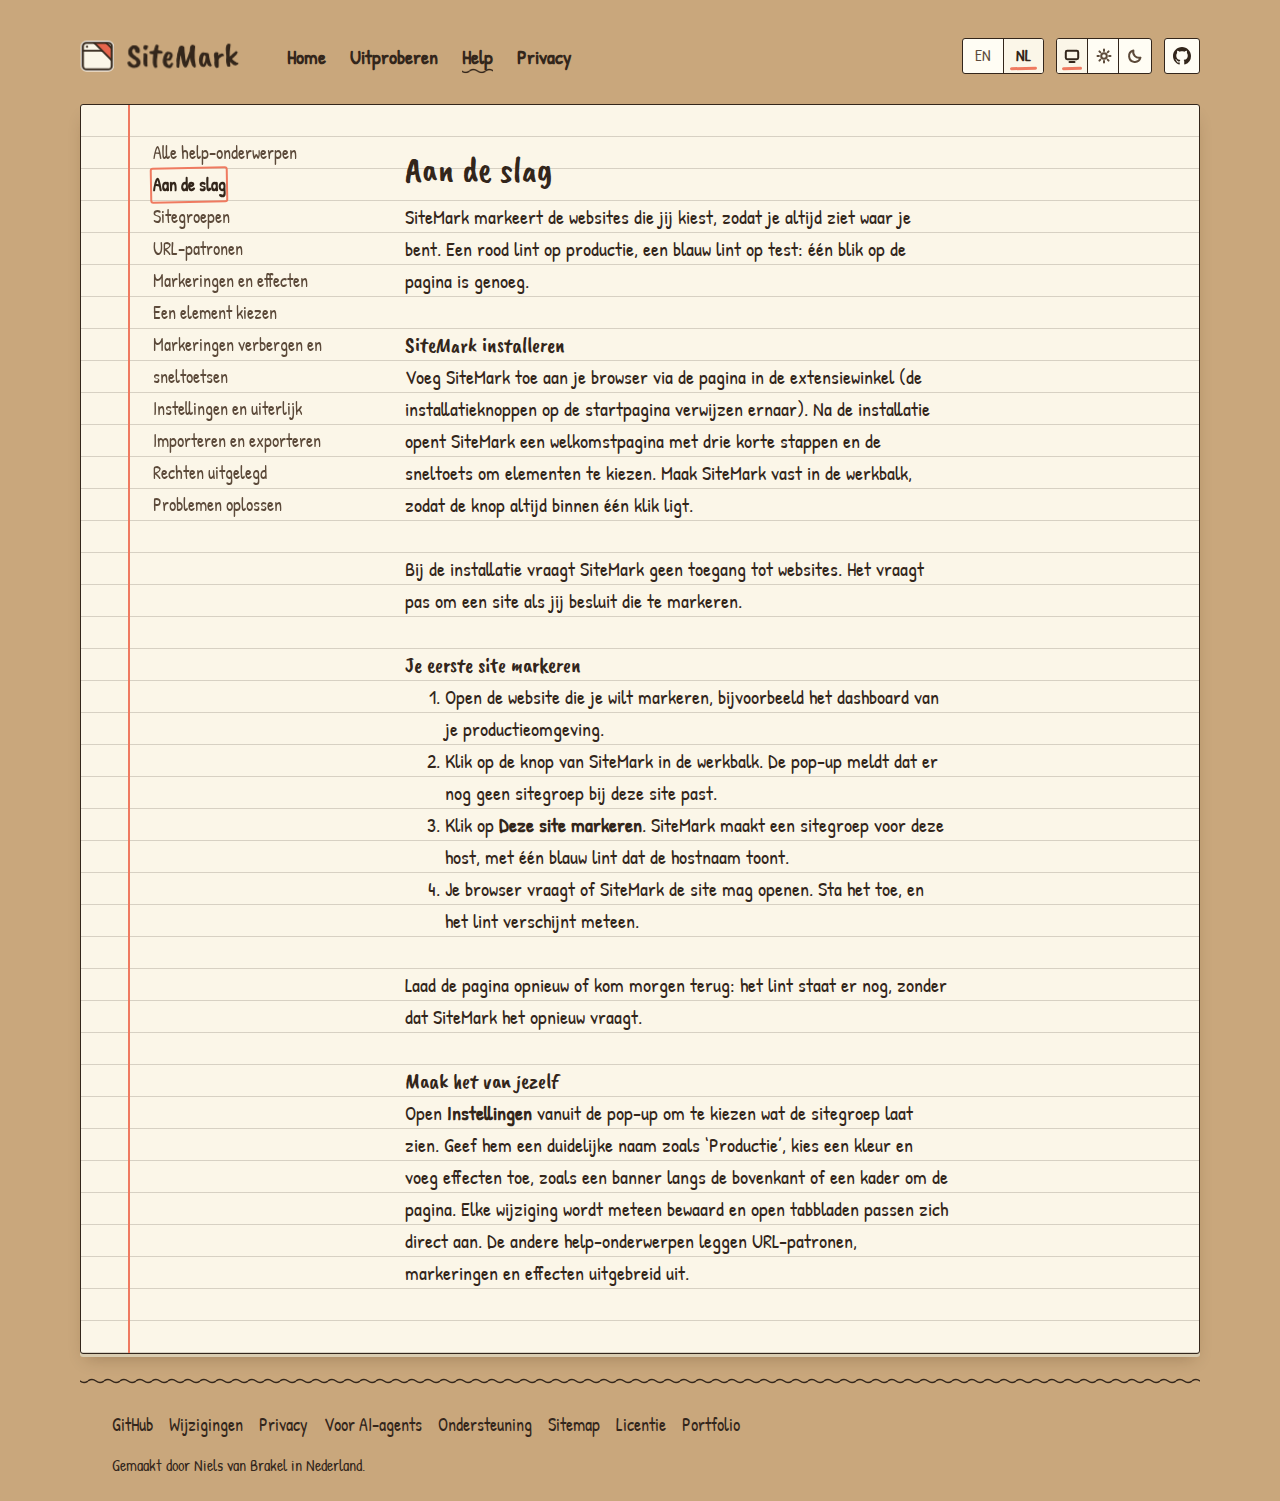 SiteMark
Home Uitproberen Help Privacy
EN NL
Alle help-onderwerpen
Aan de slag
Sitegroepen
URL-patronen
Markeringen en effecten
Een element kiezen
Markeringen verbergen en
sneltoetsen
Instellingen en uiterlijk
Importeren en exporteren
Rechten uitgelegd
Problemen oplossen
Aan de slag
SiteMark markeert de websites die jij kiest, zodat je altijd ziet waar je
bent. Een rood lint op productie, een blauw lint op test: één blik op de
pagina is genoeg.
SiteMark installeren
Voeg SiteMark toe aan je browser via de pagina in de extensiewinkel (de
installatieknoppen op de startpagina verwijzen ernaar). Na de installatie
opent SiteMark een welkomstpagina met drie korte stappen en de
sneltoets om elementen te kiezen. Maak SiteMark vast in de werkbalk,
zodat de knop altijd binnen één klik ligt.
Bij de installatie vraagt SiteMark geen toegang tot websites. Het vraagt
pas om een site als jij besluit die te markeren.
Je eerste site markeren
1. Open de website die je wilt markeren, bijvoorbeeld het dashboard van
je productieomgeving.
2. Klik op de knop van SiteMark in de werkbalk. De pop-up meldt dat er
nog geen sitegroep bij deze site past.
3. Klik op Deze site markeren. SiteMark maakt een sitegroep voor deze
host, met één blauw lint dat de hostnaam toont.
4. Je browser vraagt of SiteMark de site mag openen. Sta het toe, en
het lint verschijnt meteen.
Laad de pagina opnieuw of kom morgen terug: het lint staat er nog, zonder
dat SiteMark het opnieuw vraagt.
Maak het van jezelf
Open Instellingen vanuit de pop-up om te kiezen wat de sitegroep laat
zien. Geef hem een duidelijke naam zoals ‘Productie’, kies een kleur en
voeg effecten toe, zoals een banner langs de bovenkant of een kader om de
pagina. Elke wijziging wordt meteen bewaard en open tabbladen passen zich
direct aan. De andere help-onderwerpen leggen URL-patronen,
markeringen en effecten uitgebreid uit.
GitHub Wijzigingen Privacy Voor AI-agents Ondersteuning Sitemap Licentie Portfolio
Gemaakt door Niels van Brakel in Nederland.